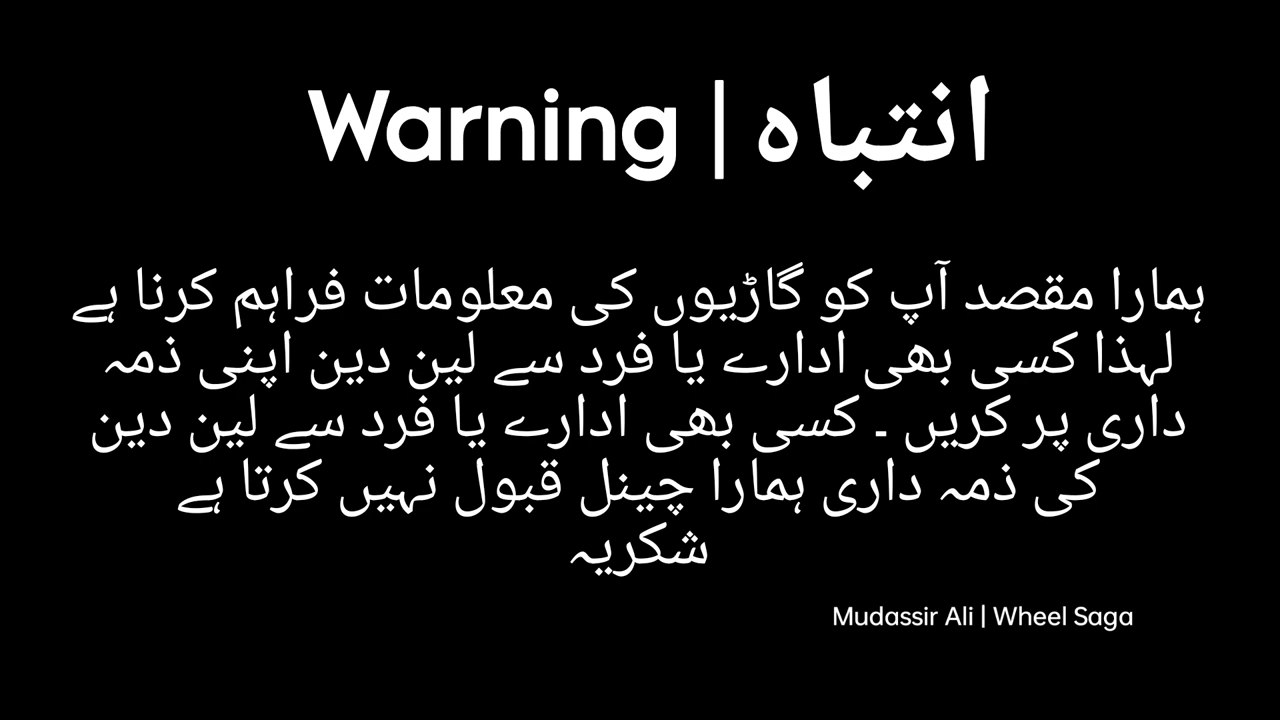 Warning | انتباہ
ہمارا مقصد آپ کو گاڑیوں کی معلومات فراہم کرنا ہے
لہذا کسی بھی ادارے یا فرد سے لین دین اپنی ذمہ
داری پر کریں ۔ کسی بھی ادارے یا فرد سے لین دین
کی ذمہ داری ہمارا چینل قبول نہیں کرتا ہے
شکریہ
Mudassir Ali | Wheel Saga